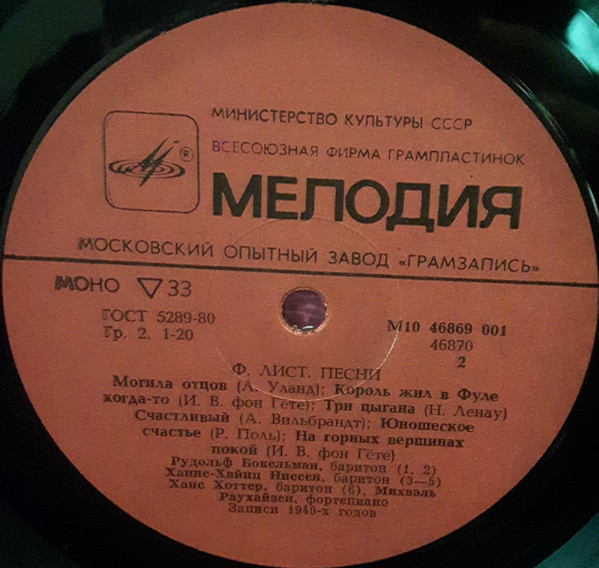 ®
МИНИСТЕРСТВО КУЛЬТУРЫ СССР
ВСЕСОЮЗНАЯ ФИРМА ГРАМПЛАСТИНОК
МЕЛОДИЯ
МОСКОВСКИЙ ОПЫТНЫЙ ЗАВОД «ГРАМЗАПИСЬ»
МОНО ▽ 33
ГОСТ 5289-80
Гр. 2. 1-20
М10 46869 001
46870
2
Ф. ЛИСТ. ПЕСНИ
Могила отцов (А. Уланд); Король жил в Фуле
когда-то (И. В. фон Гёте); Три цыгана (Н. Ленау)
Счастливый (А. Вильбрандт); Юношеское
счастье (Р. Поль); На горных вершинах
покой (И. В. фон Гёте)
Рудольф Бокельман, баритон (1, 2)
Ханнс-Хайнц Ниссен, баритон (3—5)
Ханс Хоттер, баритон (6), Михаэль
Раухайзен, фортепиано
Записи 1940-х годов